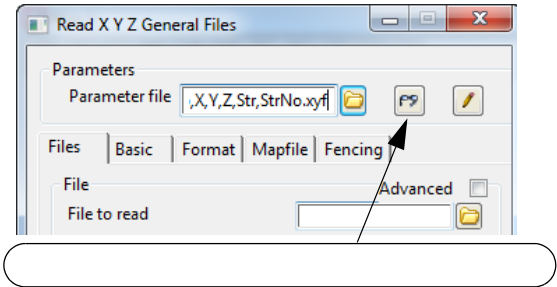 Read X Y Z General Files
Parameters
Parameter file ,X,Y,Z,Str,StrNo.xyf
Files Basic Format Mapfile Fencing
File Advanced
File to read